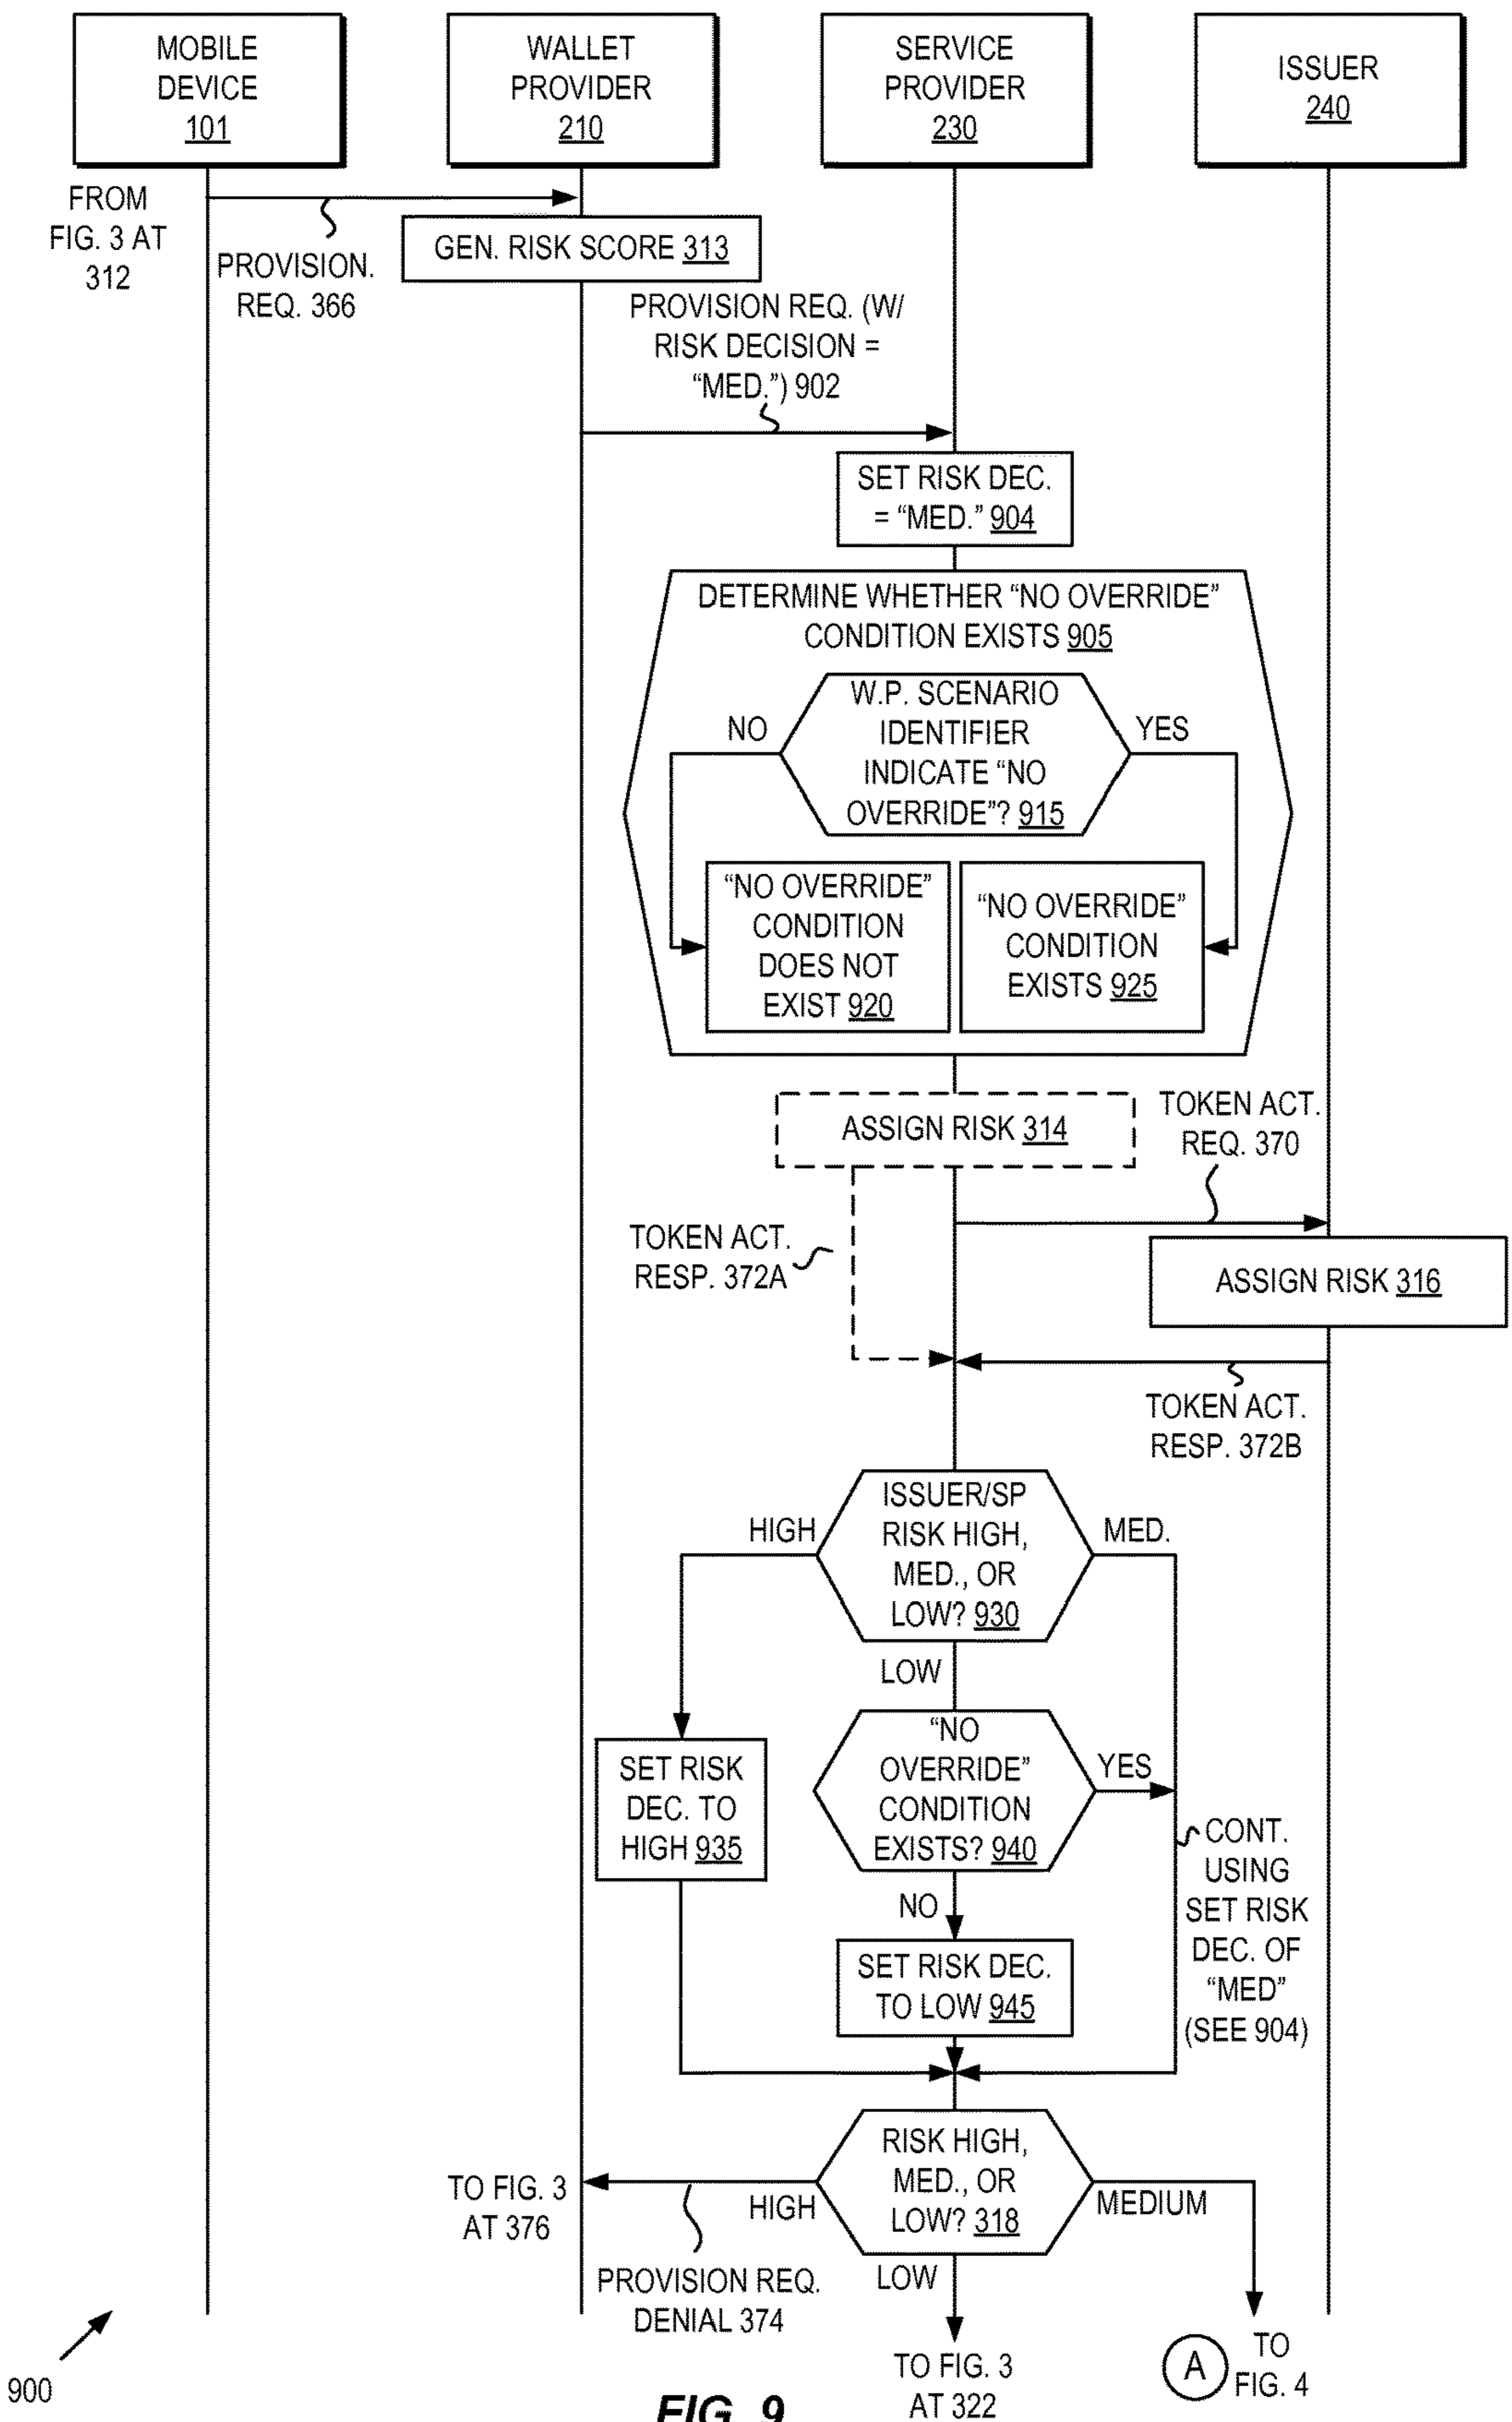 MOBILE
DEVICE
101
WALLET
PROVIDER
210
SERVICE
PROVIDER
230
ISSUER
240
FROM
FIG. 3 AT
312
PROVISION.
REQ. 366
GEN. RISK SCORE 313
PROVISION REQ. (W/
RISK DECISION =
“MED.”) 902
SET RISK DEC.
= “MED.” 904
DETERMINE WHETHER “NO OVERRIDE”
CONDITION EXISTS 905
W.P. SCENARIO
IDENTIFIER
INDICATE “NO
OVERRIDE”? 915
NO
YES
“NO OVERRIDE”
CONDITION
DOES NOT
EXIST 920
“NO OVERRIDE”
CONDITION
EXISTS 925
ASSIGN RISK 314
TOKEN ACT.
REQ. 370
TOKEN ACT.
RESP. 372A
ASSIGN RISK 316
TOKEN ACT.
RESP. 372B
ISSUER/SP
RISK HIGH,
MED., OR
LOW? 930
HIGH
MED.
LOW
SET RISK
DEC. TO
HIGH 935
“NO
OVERRIDE”
CONDITION
EXISTS? 940
YES
NO
CONT.
USING
SET RISK
DEC. OF
“MED”
(SEE 904)
SET RISK DEC.
TO LOW 945
RISK HIGH,
MED., OR
LOW? 318
HIGH
MEDIUM
LOW
TO FIG. 3
AT 376
PROVISION REQ.
DENIAL 374
TO FIG. 3
AT 322
A
TO
FIG. 4
900
FIG. 9